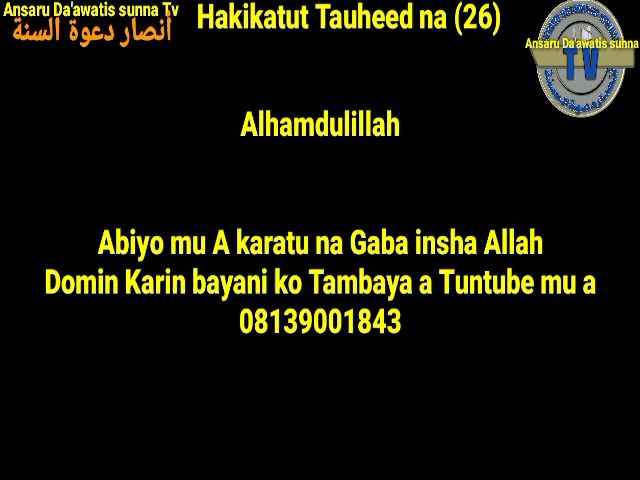 Ansaru Da'awatis sunna Tv
أنصار دعوة السنة
Hakikatut Tauheed na (26)
Ansaru Da'awatis sunna
TV
Alhamdulillah
Abiyo mu A karatu na Gaba insha Allah
Domin Karin bayani ko Tambaya a Tuntube mu a
08139001843